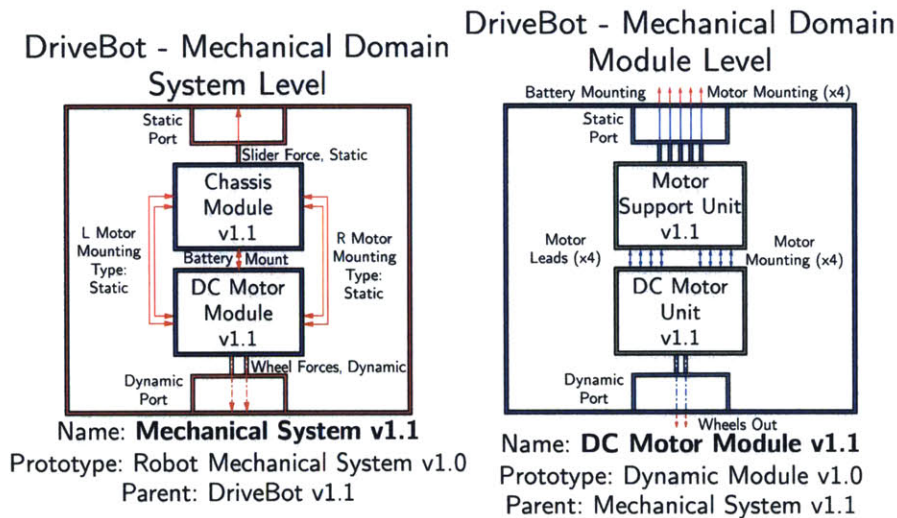 DriveBot - Mechanical Domain
System Level
Static
Port
Slider Force, Static
Chassis
Module
v1.1
L Motor
Mounting
Type:
Static
R Motor
Mounting
Type:
Static
Battery Mount
DC Motor
Module
v1.1
Wheel Forces, Dynamic
Dynamic
Port
Name: Mechanical System v1.1
Prototype: Robot Mechanical System v1.0
Parent: DriveBot v1.1
DriveBot - Mechanical Domain
Module Level
Battery Mounting
Motor Mounting (x4)
Static
Port
Motor
Support Unit
v1.1
Motor
Leads (x4)
Motor
Mounting (x4)
DC Motor
Unit
v1.1
Dynamic
Port
Wheels Out
Name: DC Motor Module v1.1
Prototype: Dynamic Module v1.0
Parent: Mechanical System v1.1